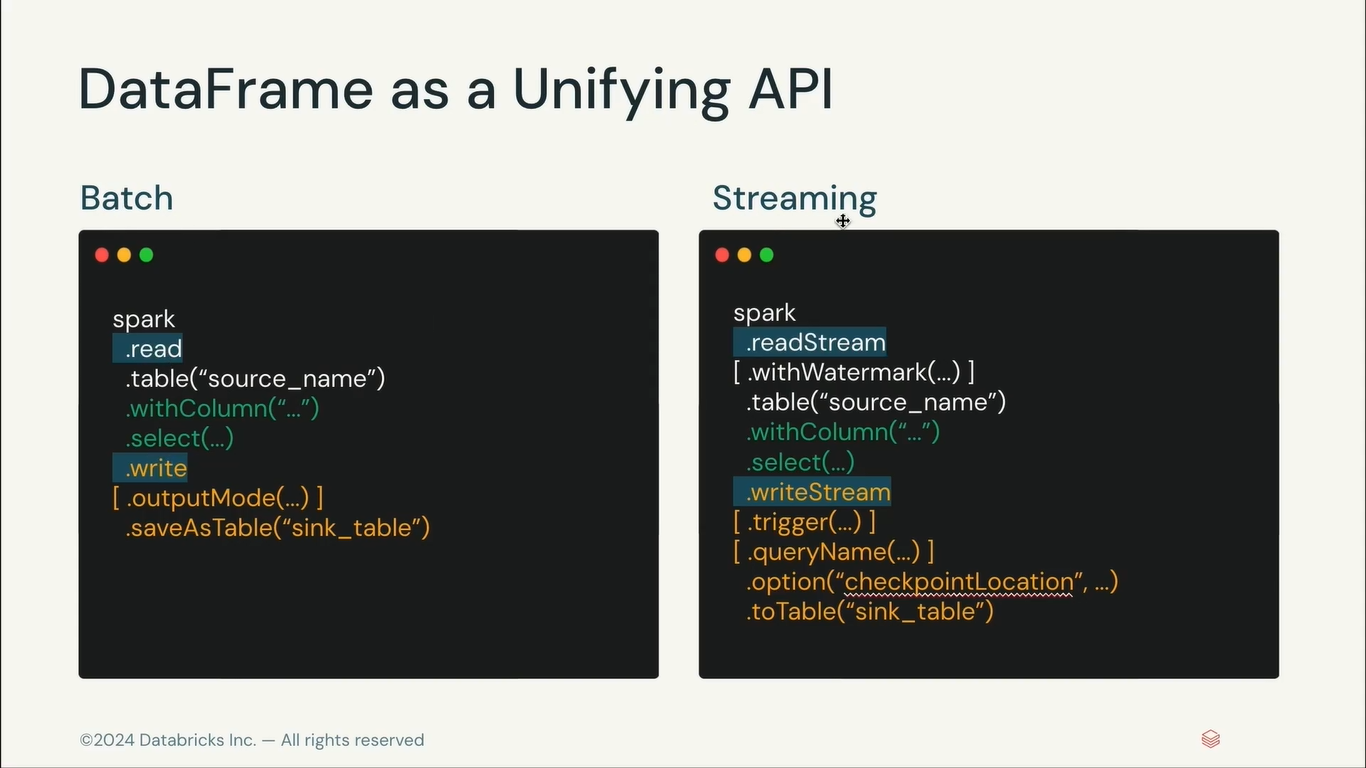 DataFrame as a Unifying API
Batch
spark
.read
.table(“source_name”)
.withColumn(“...”)
.select(...)
.write
[ .outputMode(...) ]
.saveAsTable(“sink_table”)
Streaming
spark
.readStream
[ .withWatermark(...) ]
.table(“source_name”)
.withColumn(“...”)
.select(...)
.writeStream
[ .trigger(...) ]
[ .queryName(...) ]
.option(“checkpointLocation”, ...)
.toTable(“sink_table”)
©2024 Databricks Inc. — All rights reserved